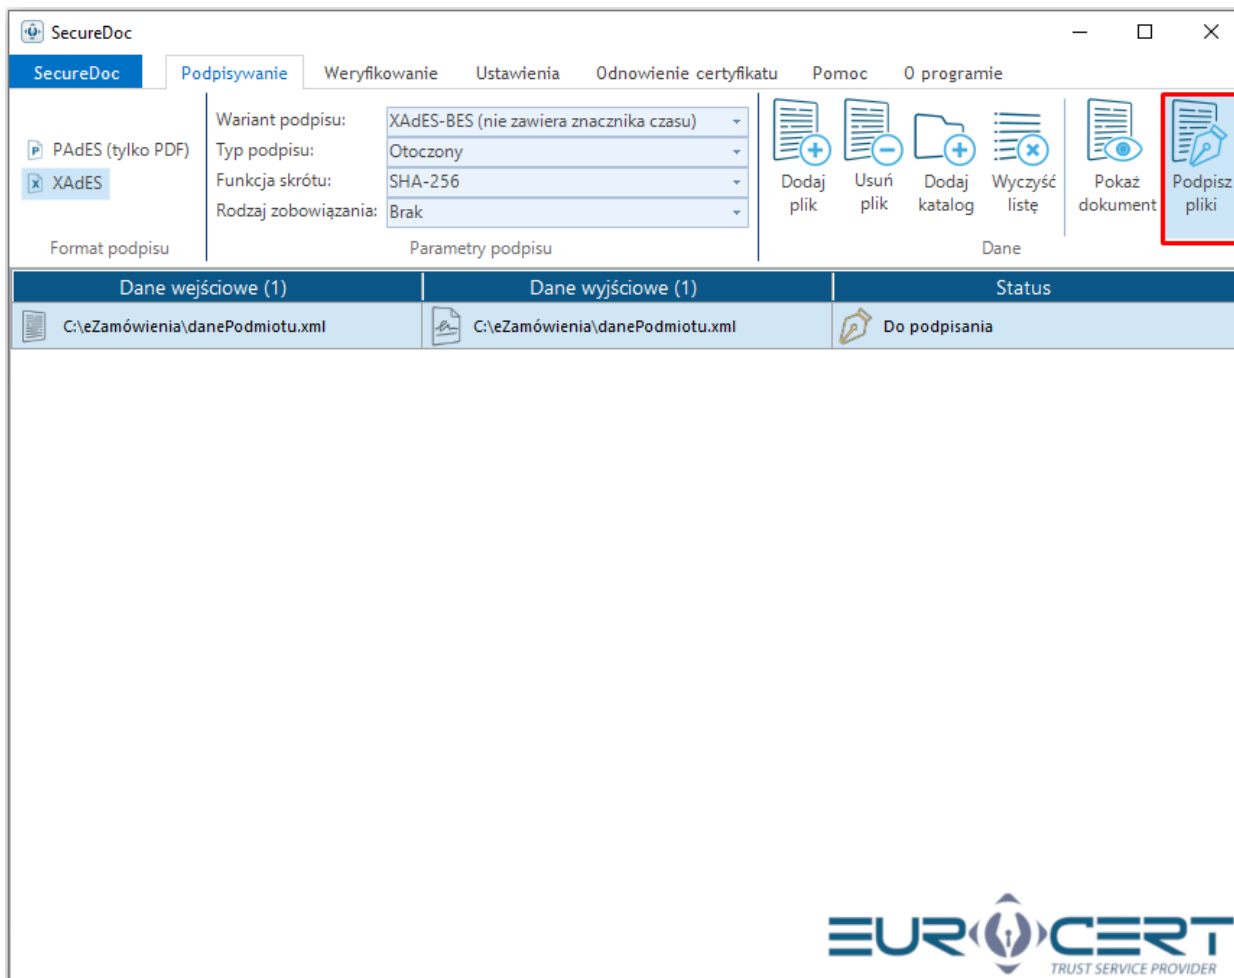 SecureDoc
SecureDoc Podpisywanie Weryfikowanie Ustawienia Odnowienie certyfikatu Pomoc O programie
PAdES (tylko PDF)
XAdES
Format podpisu
Wariant podpisu: XAdES-BES (nie zawiera znacznika czasu)
Typ podpisu: Otoczony
Funkcja skrótu: SHA-256
Rodzaj zobowiązania: Brak
Parametry podpisu
Dodaj plik
Usuń plik
Dodaj katalog
Wyczyść listę
Pokaż dokument
Podpisz pliki
Dane
Dane wejściowe (1) Dane wyjściowe (1) Status
C:\eZamówienia\danePodmiotu.xml C:\eZamówienia\danePodmiotu.xml Do podpisania
EUROCERT
TRUST SERVICE PROVIDER